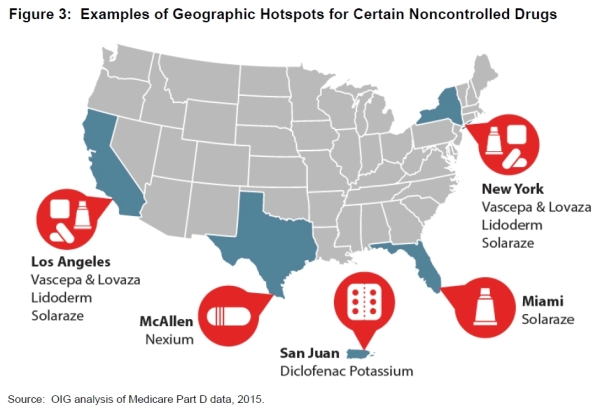 Figure 3: Examples of Geographic Hotspots for Certain Noncontrolled Drugs
New York
Vascepa & Lovaza
Lidoderm
Solaraze
Los Angeles
Vascepa & Lovaza
Lidoderm
Solaraze
McAllen
Nexium
San Juan
Diclofenac Potassium
Miami
Solaraze
Source: OIG analysis of Medicare Part D data, 2015.